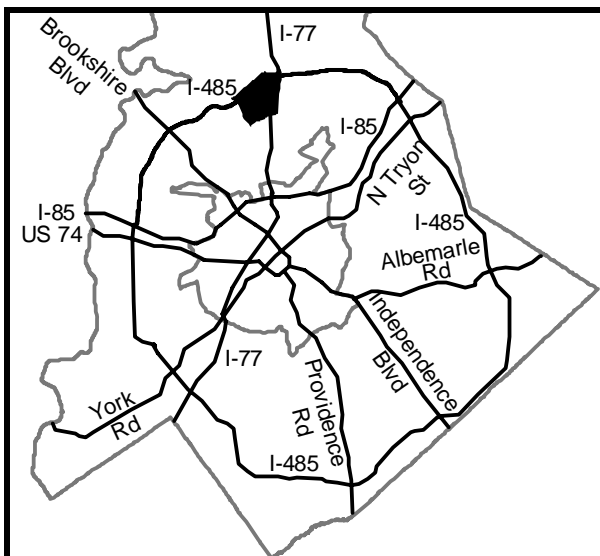 I-77
Brookshire
Blvd
I-485
I-85
N Tryon
St
I-85
US 74
I-485
Albemarle
Rd
Independence
Blvd
I-77
Providence
Rd
York
Rd
I-485